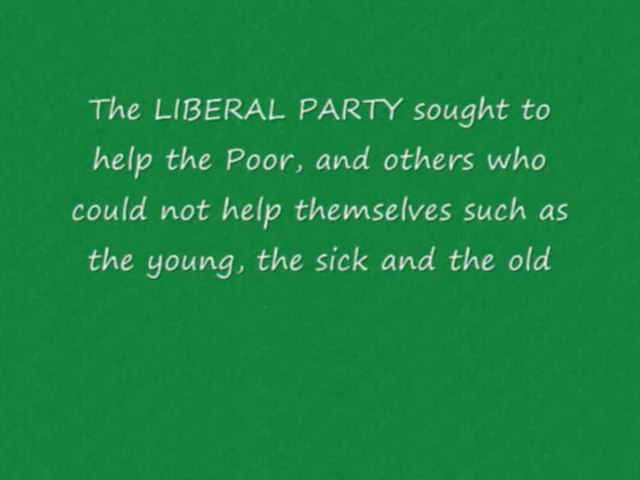 The LIBERAL PARTY sought to
help the Poor, and others who
could not help themselves such as
the young, the sick and the old